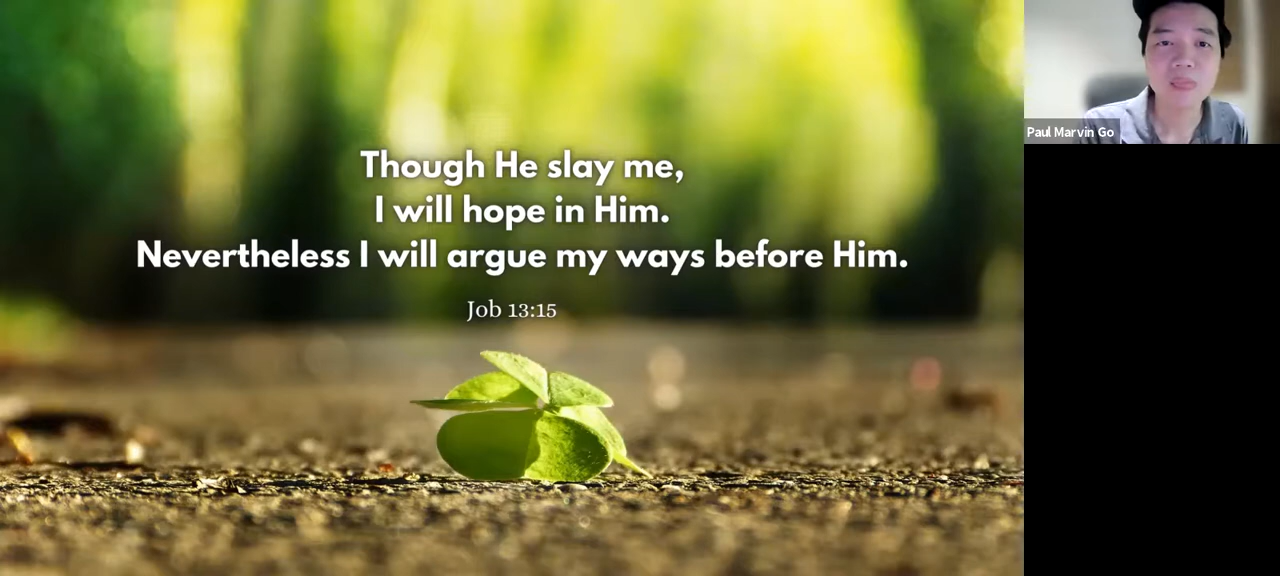 Though He slay me,
I will hope in Him.
Nevertheless I will argue my ways before Him.
Job 13:15
Paul Marvin Go